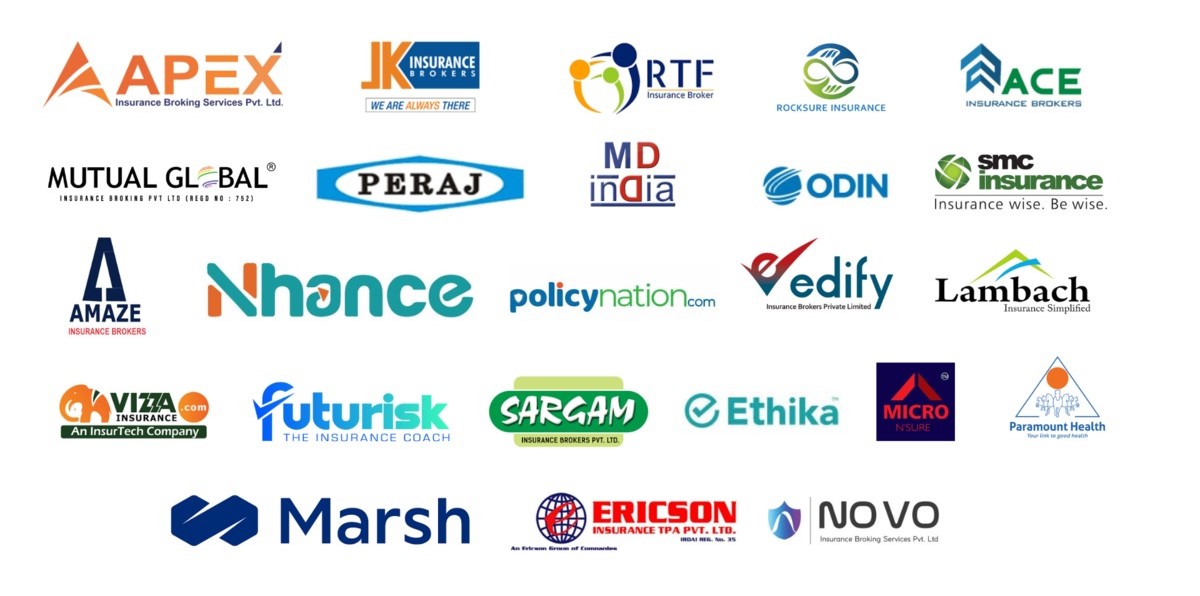 APEX
Insurance Broking Services Pvt. Ltd.
JK INSURANCE
BROKERS
WE ARE ALWAYS THERE
RTF
Insurance Broker
ROCKSURE INSURANCE
ACE
INSURANCE BROKERS
MUTUAL GLOBAL®
INSURANCE BROKING PVT LTD (REGD NO : 752)
PERAJ
MD
india
ODIN
smc
insurance
Insurance wise. Be wise.
AMAZE
INSURANCE BROKERS
Nhance
policynation.com
edify
Insurance Brokers Private Limited
Lambach
Insurance Simplified
VIZZA
INSURANCE
.com
An InsurTech Company
futurisk
THE INSURANCE COACH
SARGAM
INSURANCE BROKERS PVT. LTD.
Ethika™
MICRO
N'SURE
Paramount Health
Your link to good health
Marsh
ERICSON
INSURANCE TPA PVT. LTD.
IRDAI REG. No. 35
An Ericson Group of Companies
NOVO
Insurance Broking Services Pvt. Ltd